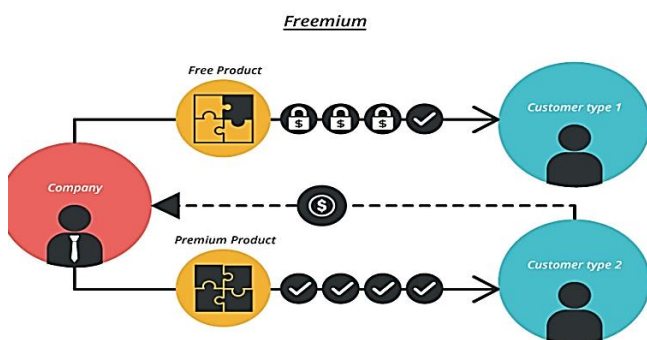 Freemium
Free Product
$ $ $
Customer type 1
Company
$
Premium Product
Customer type 2